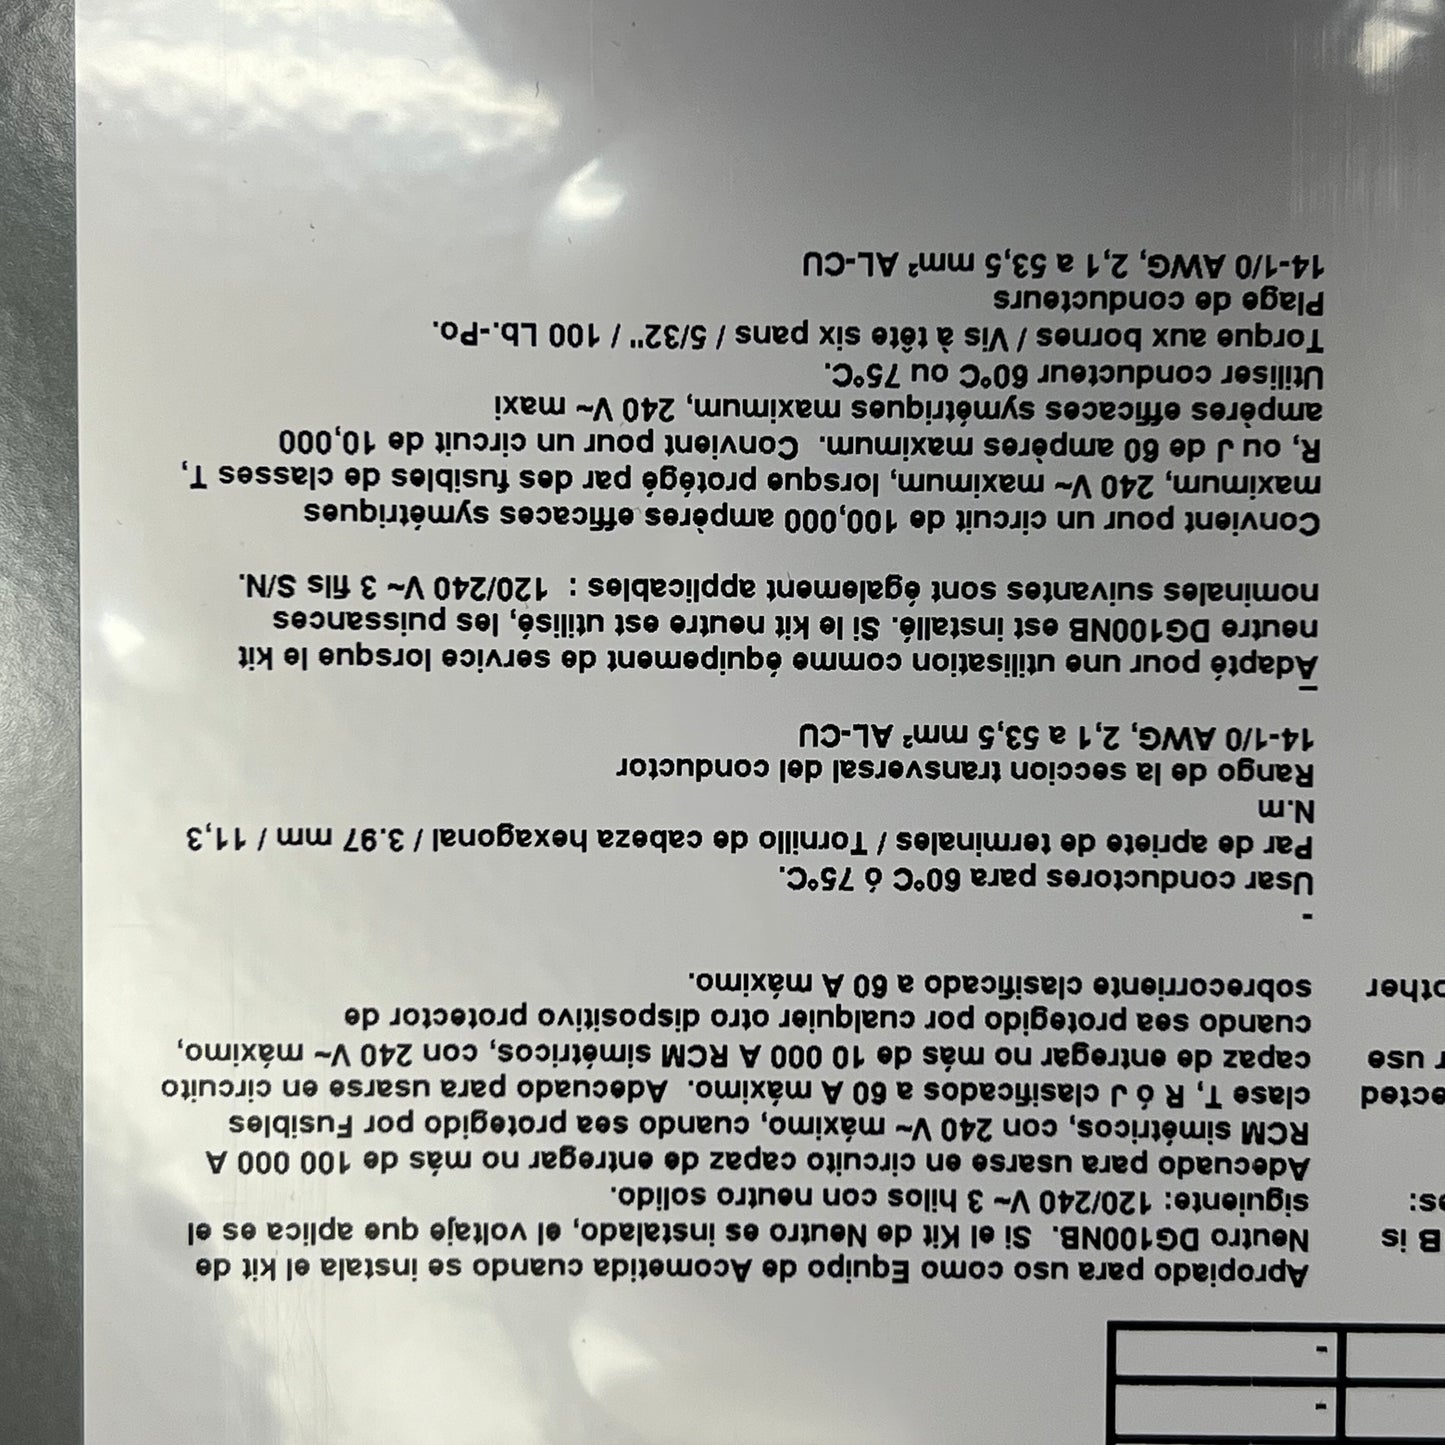 -
-
B is
es:
ected
r use
other
Apropiado para uso como Equipo de Acometida cuando se instala el kit de
Neutro DG100NB.  Si el Kit de Neutro es instalado, el voltaje que aplica es el
siguiente: 120/240 V~ 3 hilos con neutro solido.
Adecuado para usarse en circuito capaz de entregar no más de 100 000 A
RCM simétricos, con 240 V~ máximo, cuando sea protegido por Fusibles
clase T, R ó J clasificados a 60 A máximo.  Adecuado para usarse en circuito
capaz de entregar no más de 10 000 A RCM simétricos, con 240 V~ máximo,
cuando sea protegido por cualquier otro dispositivo protector de
sobrecorriente clasificado a 60 A máximo.
-
Usar conductores para 60°C ó 75°C.
Par de apriete de terminales / Tornillo de cabeza hexagonal / 3.97 mm / 11,3
N.m
Rango de la seccion transversal del conductor
14-1/0 AWG, 2,1 a 53,5 mm² AL-CU
Adapté pour une utilisation comme équipement de service lorsque le kit
neutre DG100NB est installé. Si le kit neutre est utilisé, les puissances
nominales suivantes sont également applicables :  120/240 V~ 3 fils S/N.
Convient pour un circuit de 100,000 ampères efficaces symétriques
maximum, 240 V~ maximum, lorsque protégé par des fusibles de classes T,
R, ou J de 60 ampères maximum.  Convient pour un circuit de 10,000
ampères efficaces symétriques maximum, 240 V~ maxi
Utiliser conducteur 60°C ou 75°C.
Torque aux bornes / Vis à tête six pans / 5/32" / 100 Lb.-Po.
Plage de conducteurs
14-1/0 AWG, 2,1 a 53,5 mm² AL-CU